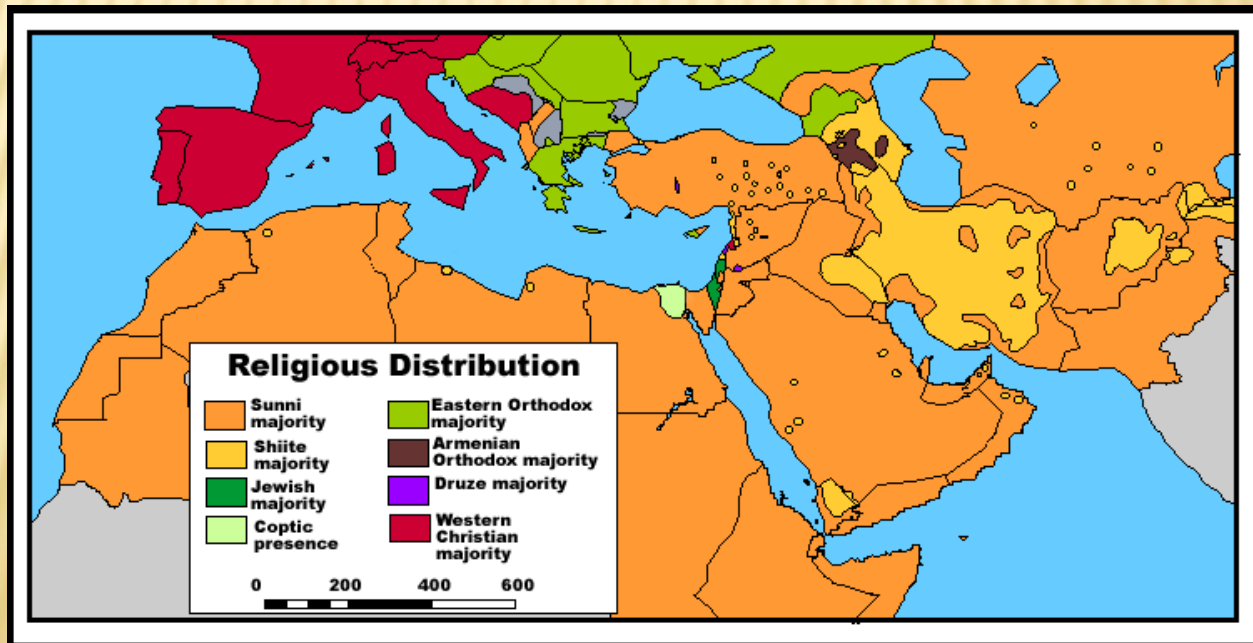 Religious Distribution
Sunni
majority
Shiite
majority
Jewish
majority
Coptic
presence
Eastern Orthodox
majority
Armenian
Orthodox majority
Druze majority
Western
Christian
majority
0 200 400 600